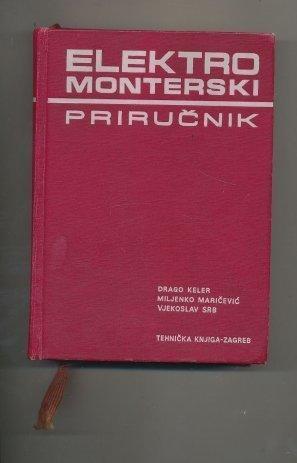 ELEKTRO
MONTERSKI
PRIRUČNIK
DRAGO KELER
MILJENKO MARIČEVIĆ
VJEKOSLAV SRB
TEHNIČKA KNJIGA-ZAGREB